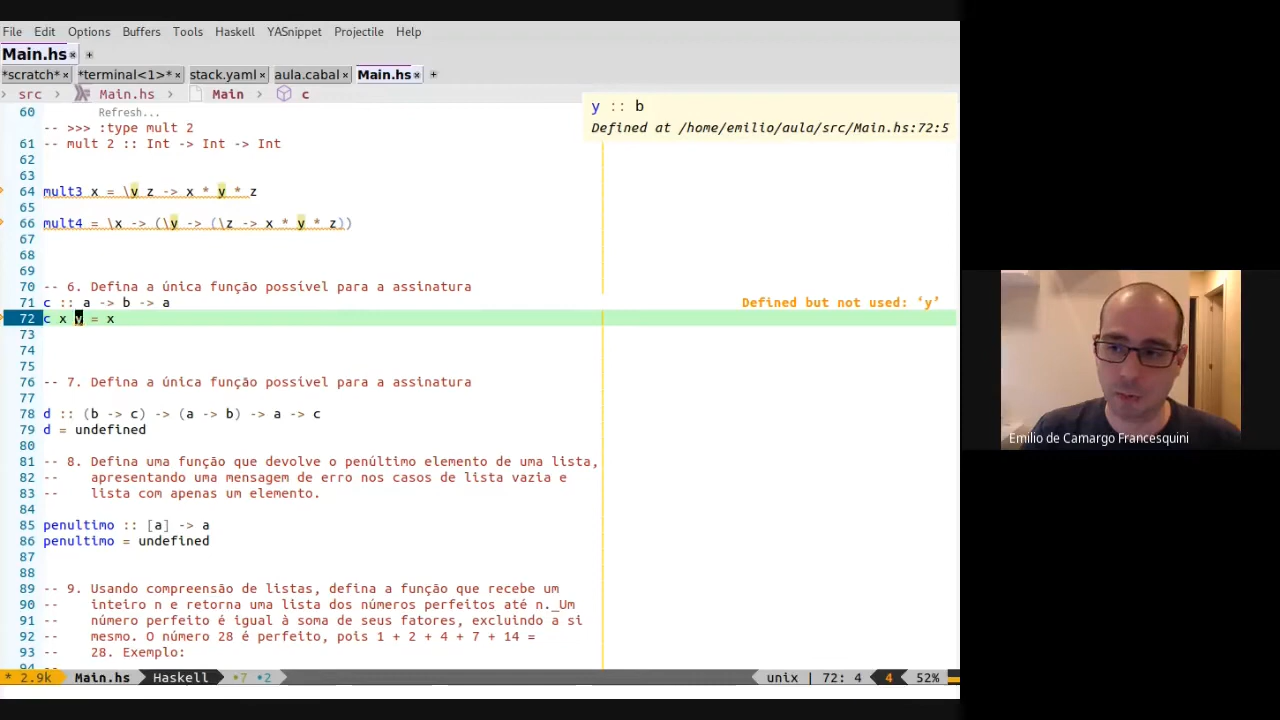 File Edit Options Buffers Tools Haskell YASnippet Projectile Help
Main.hs × +
*scratch* × *terminal<1>* × stack.yaml × aula.cabal × Main.hs × +
> src > Main.hs > Main > c
y :: b
Defined at /home/emilio/aula/src/Main.hs:72:5
60
Refresh...
-- >>> :type mult 2
61 -- mult 2 :: Int -> Int -> Int
62
63
64 mult3 x = \y z -> x * y * z
65
66 mult4 = \x -> (\y -> (\z -> x * y * z))
67
68
69
70 -- 6. Defina a única função possível para a assinatura
71 c :: a -> b -> a
Defined but not used: ‘y’
72 c x y = x
73
74
75
76 -- 7. Defina a única função possível para a assinatura
77
78 d :: (b -> c) -> (a -> b) -> a -> c
79 d = undefined
80
81 -- 8. Defina uma função que devolve o penúltimo elemento de uma lista,
82 -- apresentando uma mensagem de erro nos casos de lista vazia e
83 -- lista com apenas um elemento.
84
85 penultimo :: [a] -> a
86 penultimo = undefined
87
88
89 -- 9. Usando compreensão de listas, defina a função que recebe um
90 -- inteiro n e retorna uma lista dos números perfeitos até n._Um
91 -- número perfeito é igual à soma de seus fatores, excluindo a si
92 -- mesmo. O número 28 é perfeito, pois 1 + 2 + 4 + 7 + 14 =
93 -- 28. Exemplo:
94 --
* 2.9k Main.hs Haskell •7 •2 unix | 72: 4 4 52%
Emilio de Camargo Francesquini